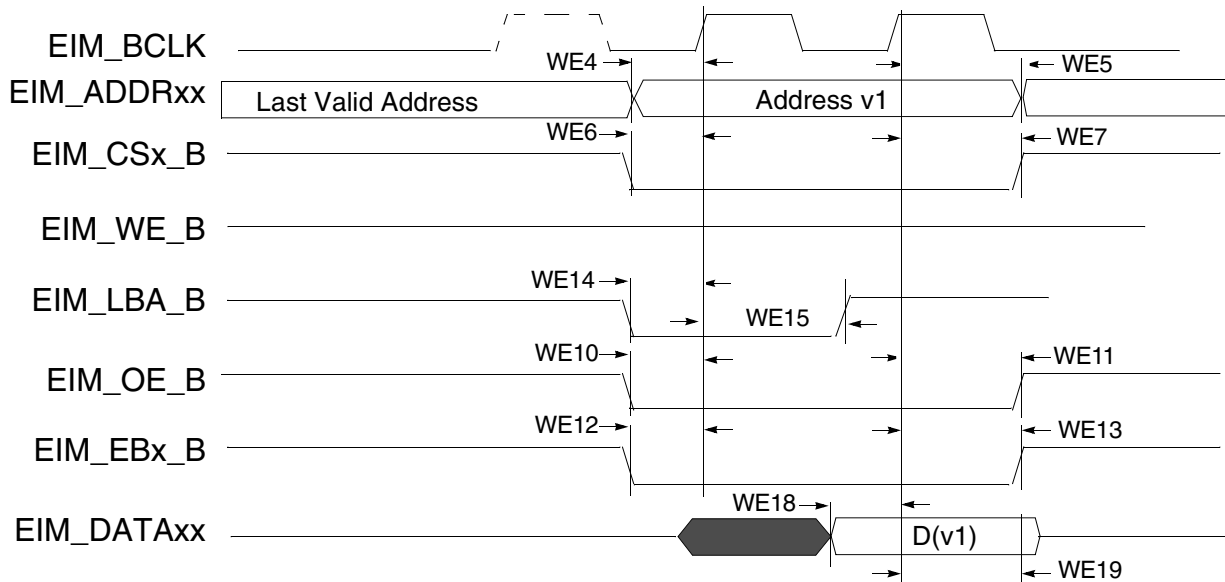 EIM_BCLK
WE4
WE5
EIM_ADDRxx
Last Valid Address
Address v1
WE6
WE7
EIM_CSx_B
EIM_WE_B
WE14
EIM_LBA_B
WE15
WE10
WE11
EIM_OE_B
WE12
WE13
EIM_EBx_B
WE18
EIM_DATAxx
D(v1)
WE19